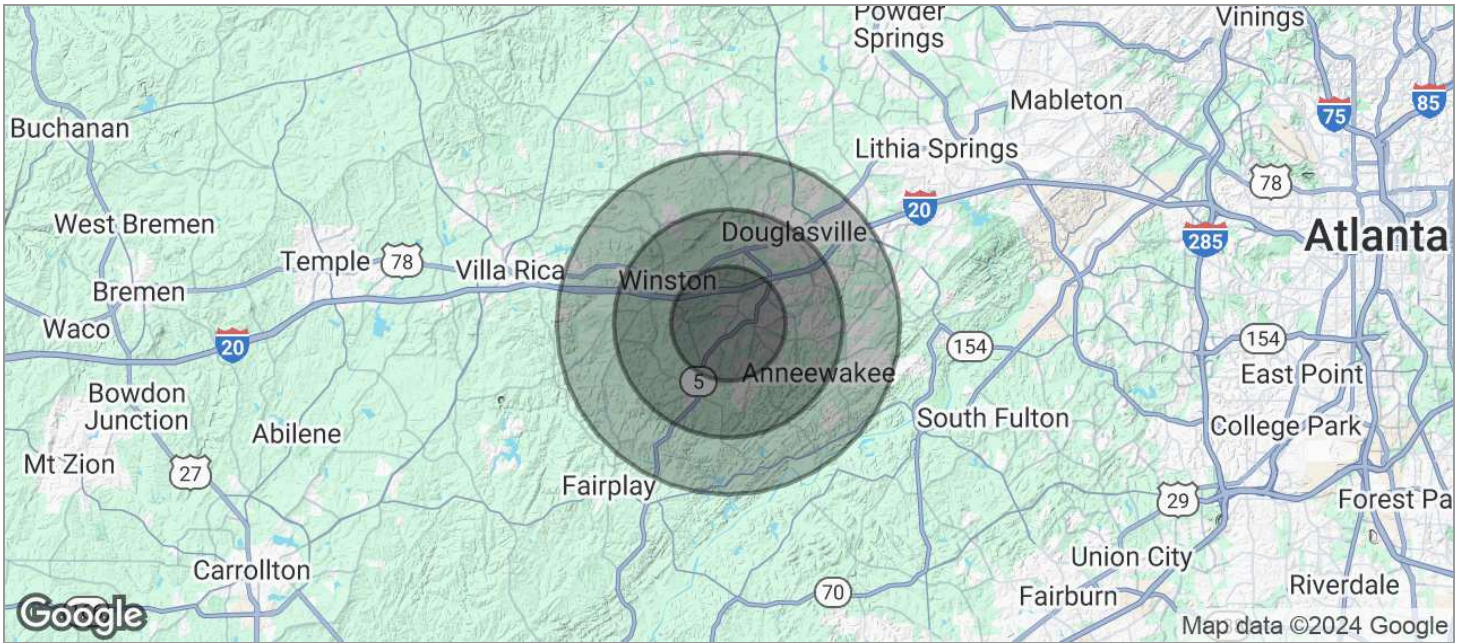 Powder
Springs
Vinings
75
85
Mableton
Buchanan
Lithia Springs
78
20
West Bremen
Douglasville
285
Atlanta
Temple
78
Villa Rica
Winston
Bremen
Waco
20
154
154
5
Anneewakee
East Point
Bowdon
Junction
Abilene
South Fulton
College Park
Mt Zion
27
Fairplay
29
Forest Pa
Carrollton
Union City
70
Fairburn
Riverdale
Google
Map data ©2024 Google